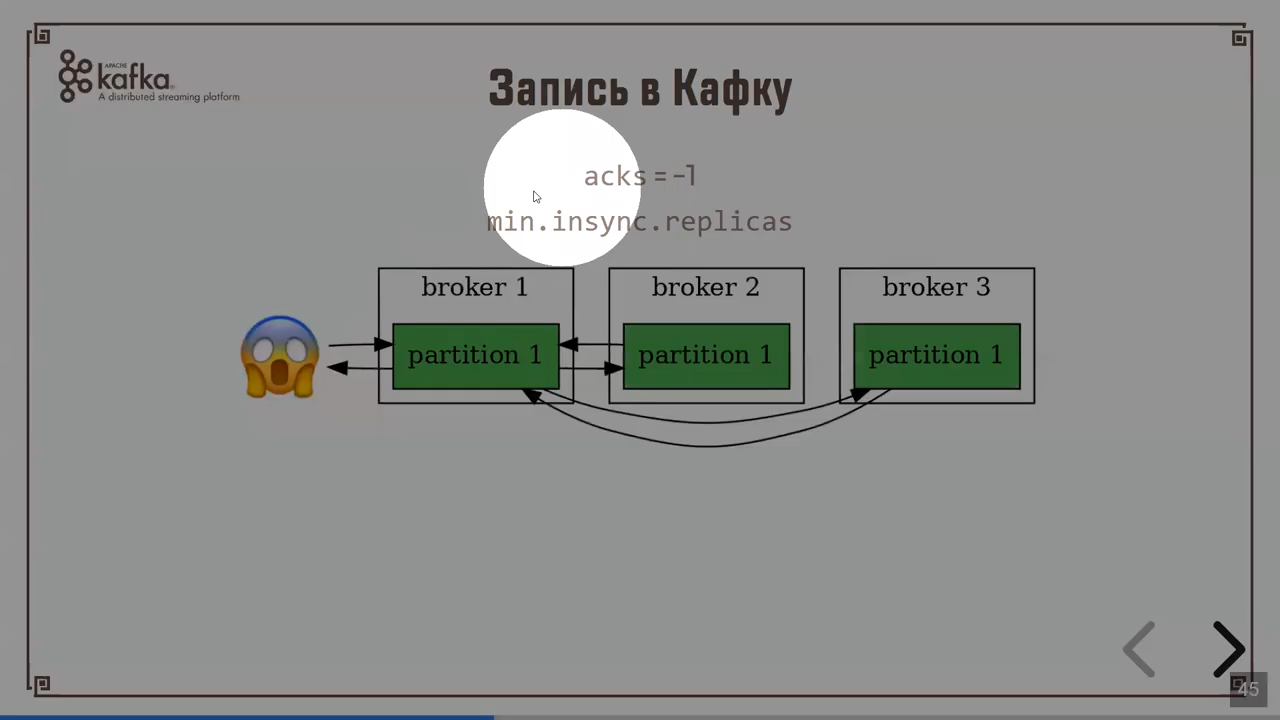 APACHE
kafka
A distributed streaming platform
Запись в Кафку
acks = -1
min.insync.replicas
broker 1
broker 2
broker 3
partition 1
partition 1
partition 1
45